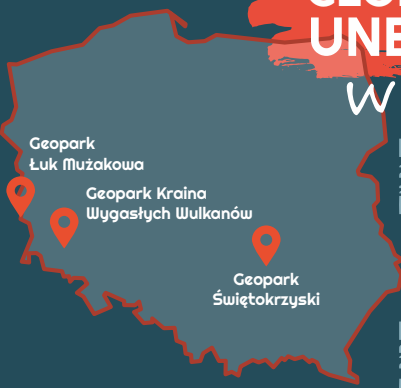 UNE
W
Geopark
Łuk Mużakowa
Geopark Kraina
Wygasłych Wulkanów
Geopark
Świętokrzyski